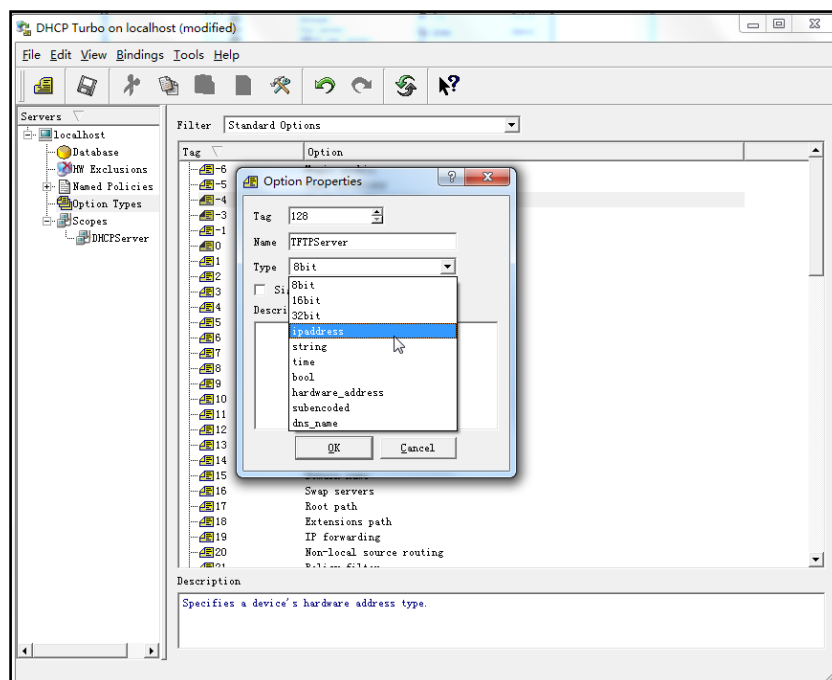 DHCP Turbo on localhost (modified)
File Edit View Bindings Tools Help
Servers
localhost
Database
HW Exclusions
Named Policies
Option Types
Scopes
DHCPServer
Filter Standard Options
Tag Option
-6
-5
-4
-3
-1
0
1
2
3
4
5
6
7
8
9
10
11
12
13
14
15
16 Swap servers
17 Root path
18 Extensions path
19 IP forwarding
20 Non-local source routing
21 Policy filter
Option Properties
Tag 128
Name TFTPServer
Type 8bit
8bit
16bit
32bit
ipaddress
string
time
bool
hardware_address
subencoded
dns_name
OK Cancel
Description
Specifies a device's hardware address type.